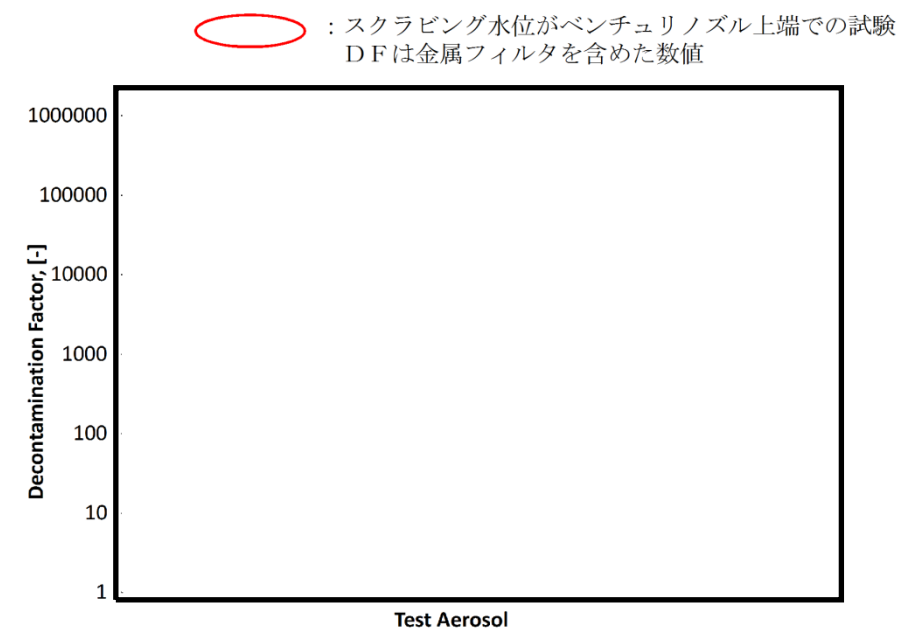 ：スクラビング水位がベンチュリノズル上端での試験
ＤＦは金属フィルタを含めた数値
1000000
100000
10000
1000
100
10
1
Decontamination Factor, [-]
Test Aerosol